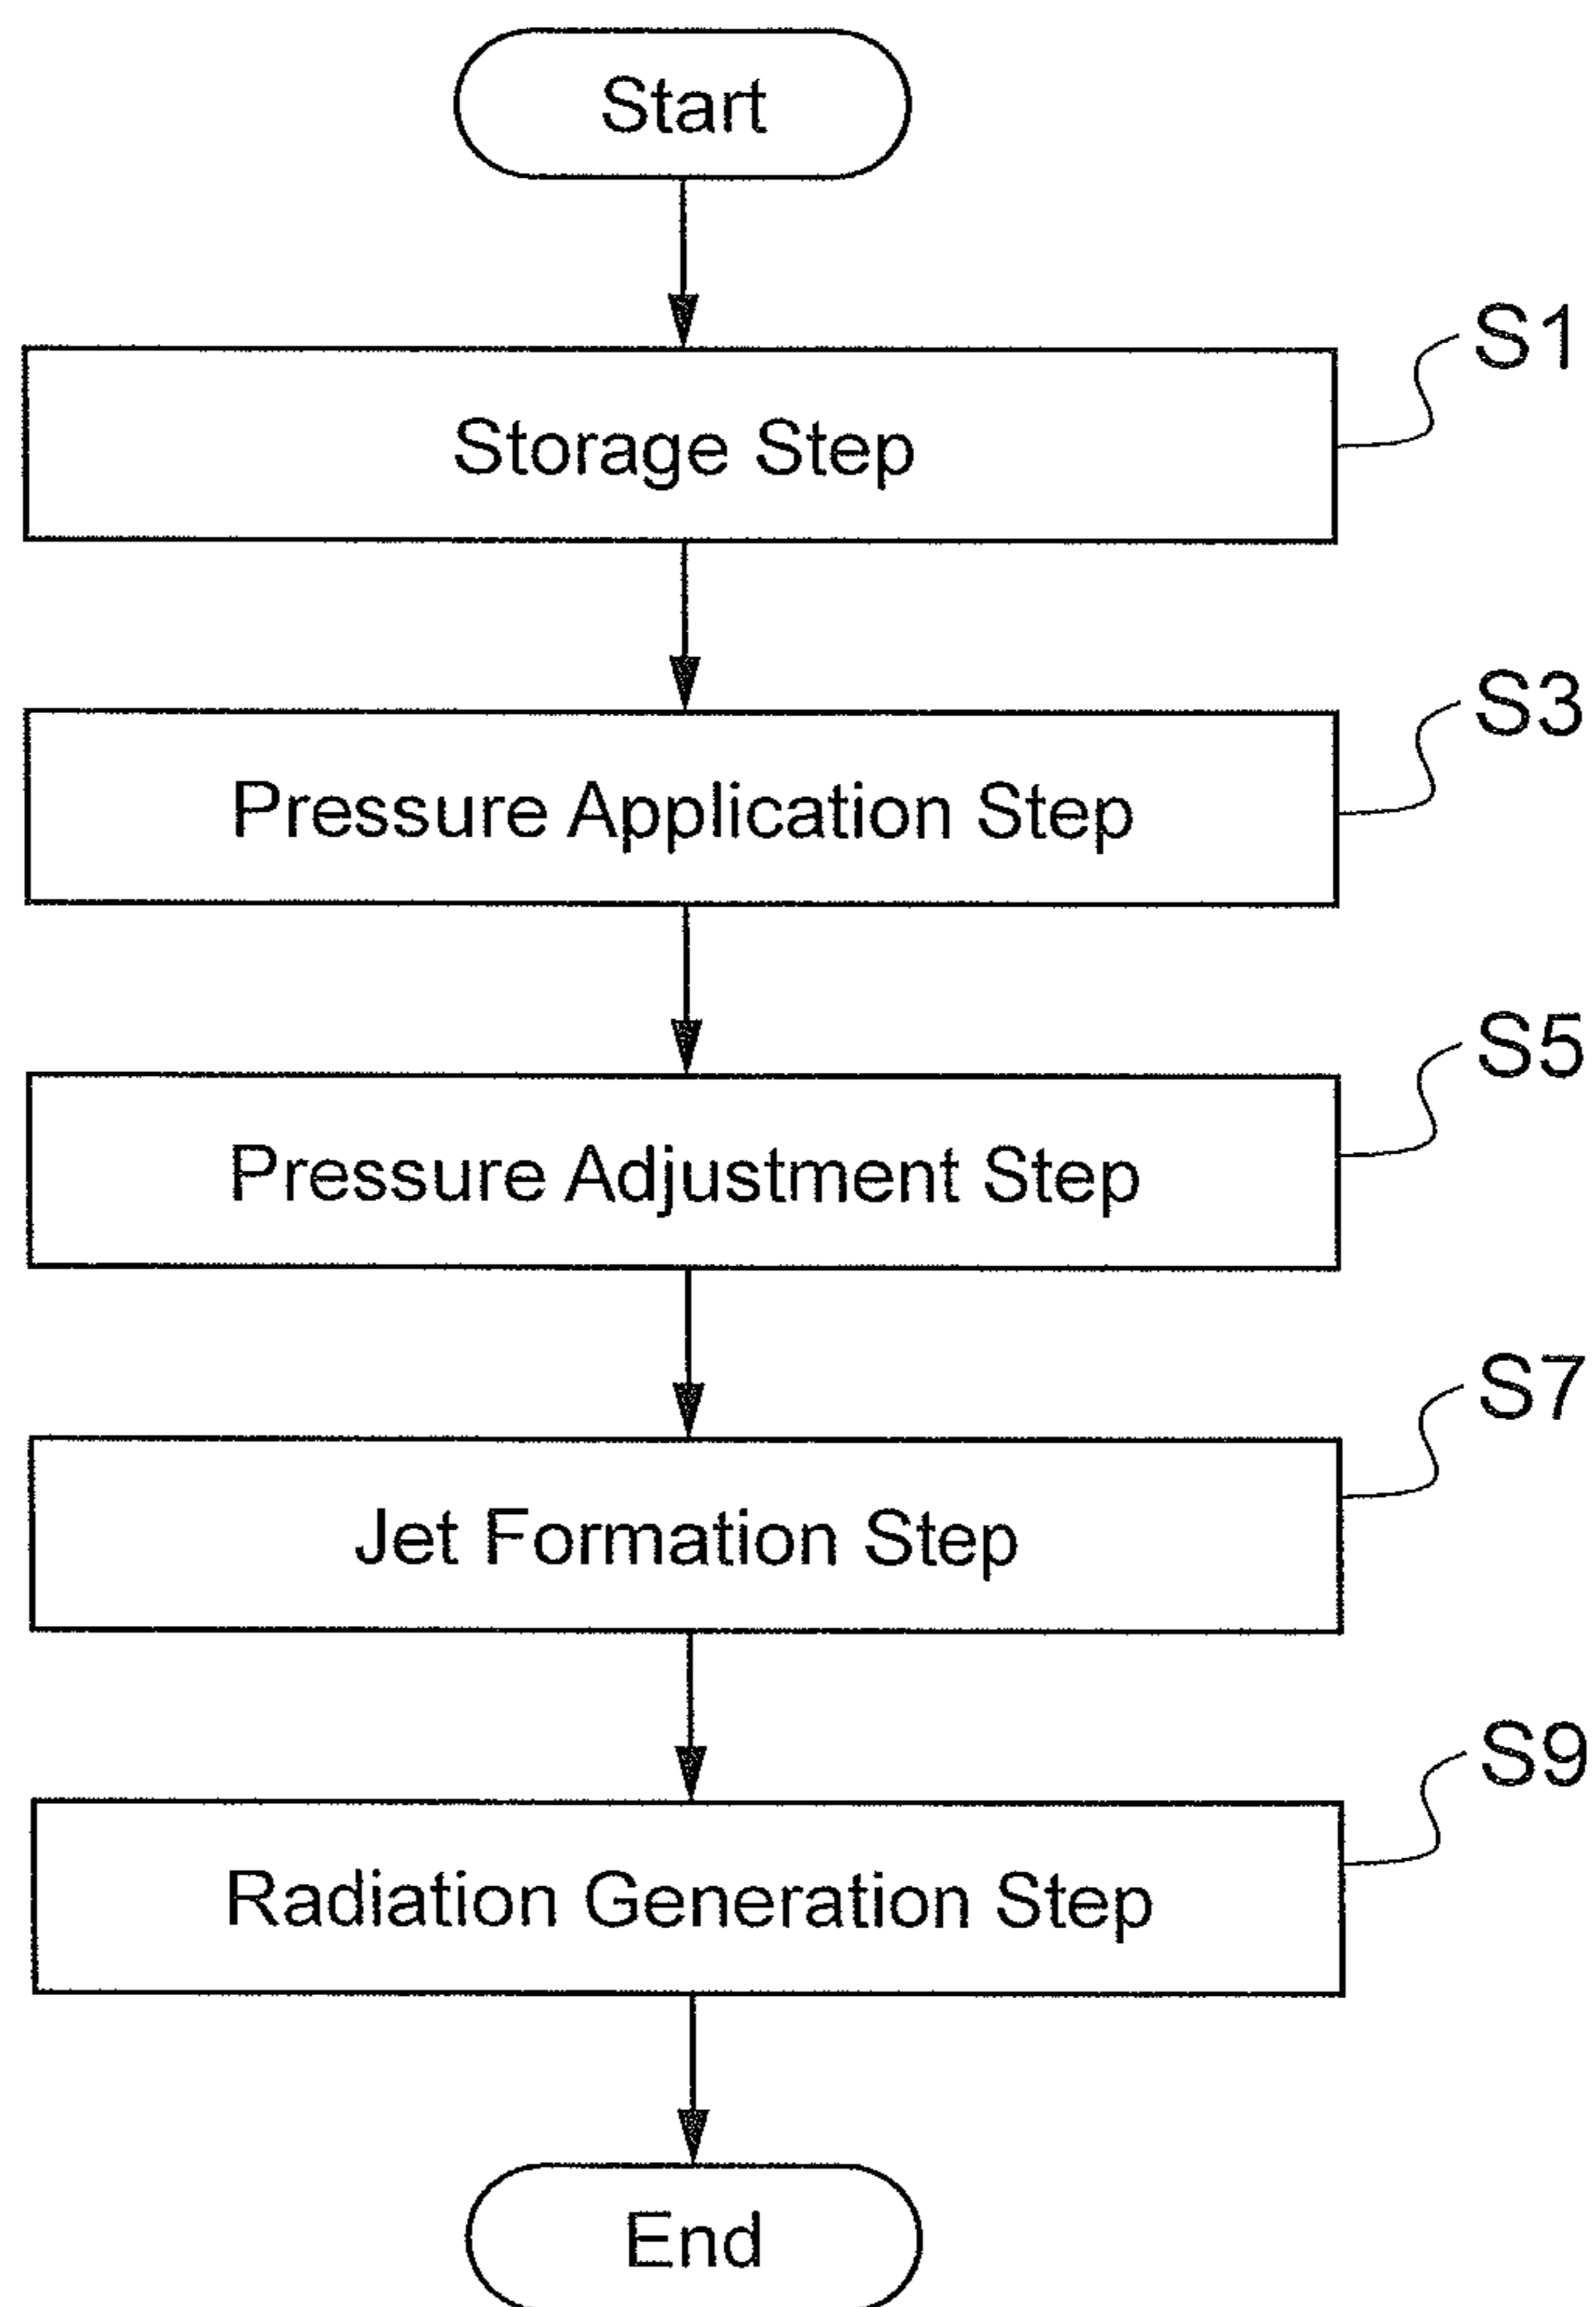 Start
S1
Storage Step
S3
Pressure Application Step
S5
Pressure Adjustment Step
S7
Jet Formation Step
S9
Radiation Generation Step
End